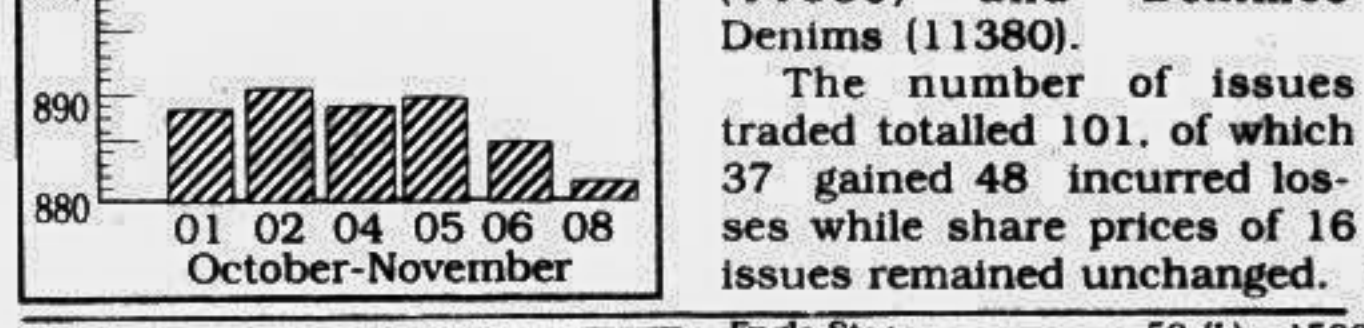 890
880
01 02 04 05 06 08
October-November
Denims (11380).
The number of issues
traded totalled 101, of which
37 gained 48 incurred los-
ses while share prices of 16
issues remained unchanged.